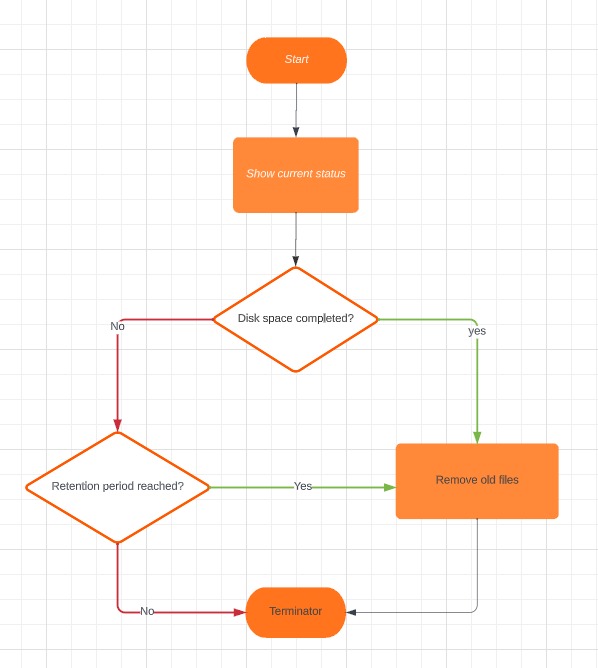 Start
Show current status
Disk space completed?
No
yes
Retention period reached?
Yes
Remove old files
No
Terminator